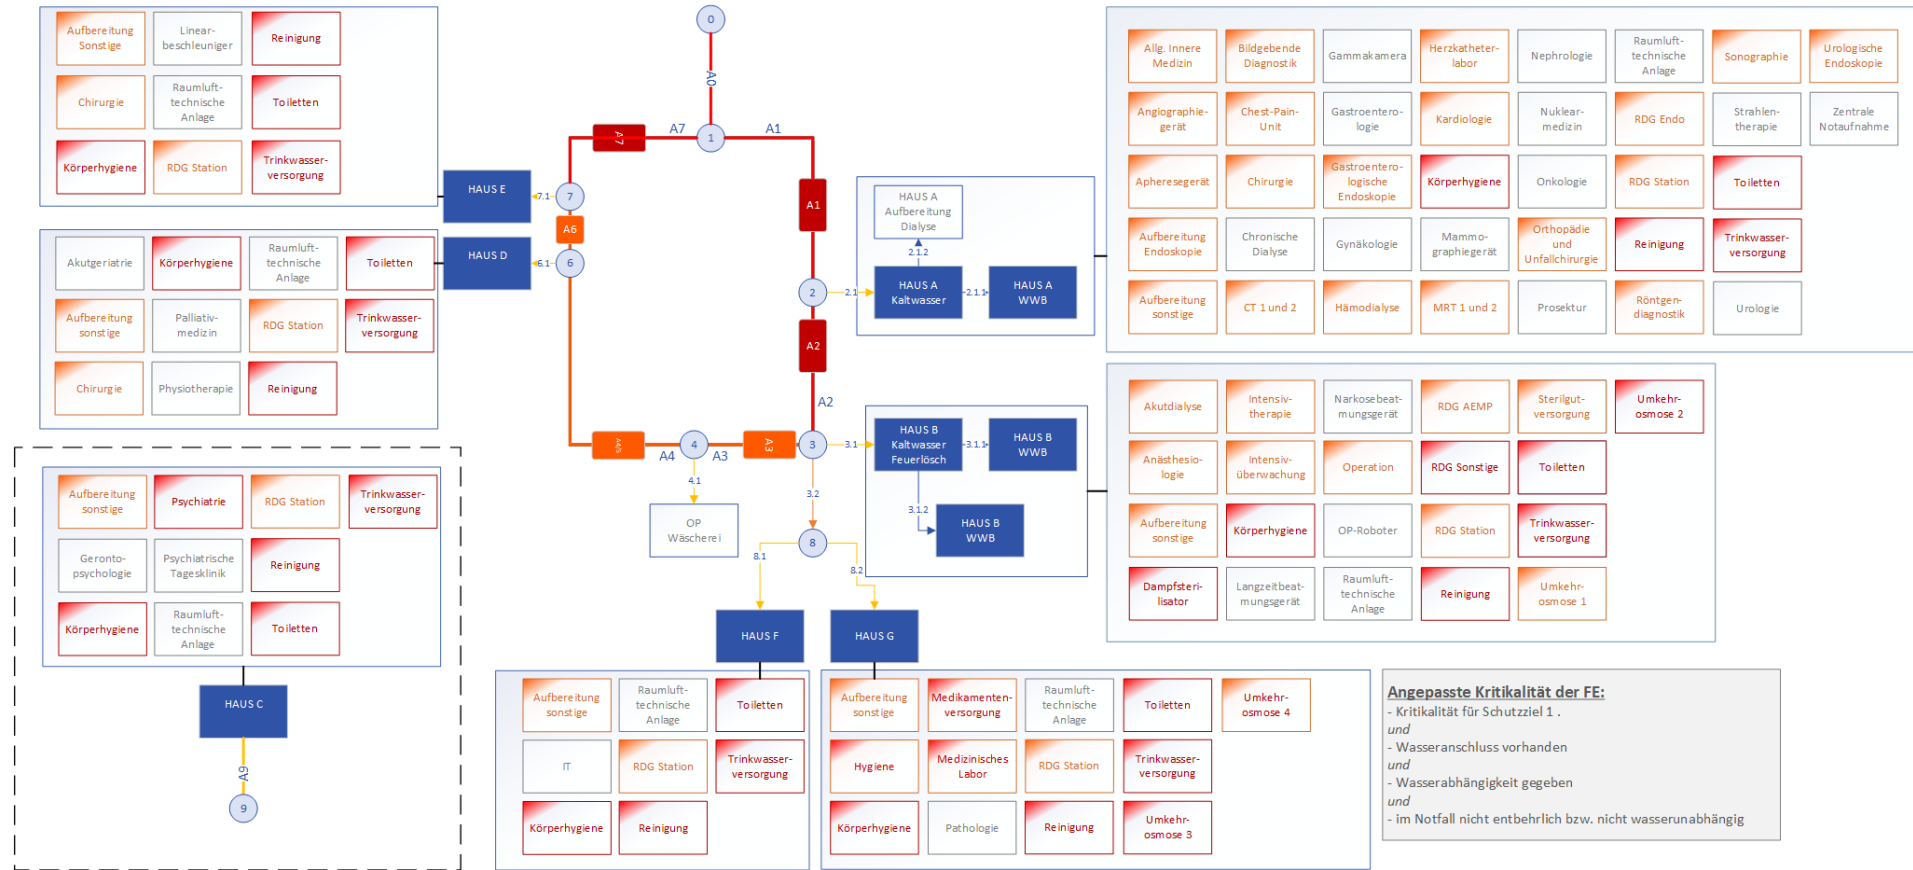 Aufbereitung
Sonstige
Linear-
beschleuniger
Reinigung
Chirurgie
Raumluft-
technische
Anlage
Toiletten
Körperhygiene
RDG Station
Trinkwasser-
versorgung
HAUS E
7.1
7
Akutgeriatrie
Körperhygiene
Raumluft-
technische
Anlage
Toiletten
Aufbereitung
sonstige
Palliativ-
medizin
RDG Station
Trinkwasser-
versorgung
Chirurgie
Physiotherapie
Reinigung
HAUS D
6.1
6
Aufbereitung
sonstige
Psychiatrie
RDG Station
Trinkwasser-
versorgung
Geronto-
psychologie
Psychiatrische
Tagesklinik
Reinigung
Körperhygiene
Raumluft-
technische
Anlage
Toiletten
HAUS C
A9
9
0
A0
1
A7
A7
A1
A1
A6
2
2.1
A2
A2
3
A3
A3
4
A4
A4/5
4.1
OP
Wäscherei
3.1
3.2
8
8.1
8.2
HAUS A
Aufbereitung
Dialyse
2.1.2
HAUS A
Kaltwasser
2.1.1
HAUS A
WWB
HAUS B
Kaltwasser
Feuerlösch
3.1.1
HAUS B
WWB
3.1.2
HAUS B
WWB
HAUS F
HAUS G
Allg. Innere
Medizin
Bildgebende
Diagnostik
Gammakamera
Herzkatheter-
labor
Nephrologie
Raumluft-
technische
Anlage
Sonographie
Urologische
Endoskopie
Angiographie-
gerät
Chest-Pain-
Unit
Gastroentero-
logie
Kardiologie
Nuklear-
medizin
RDG Endo
Strahlen-
therapie
Zentrale
Notaufnahme
Apheresegerät
Chirurgie
Gastroentero-
logische
Endoskopie
Körperhygiene
Onkologie
RDG Station
Toiletten
Aufbereitung
Endoskopie
Chronische
Dialyse
Gynäkologie
Mammo-
graphiegerät
Orthopädie
und
Unfallchirurgie
Reinigung
Trinkwasser-
versorgung
Aufbereitung
sonstige
CT 1 und 2
Hämodialyse
MRT 1 und 2
Prosektur
Röntgen-
diagnostik
Urologie
Akutdialyse
Intensiv-
therapie
Narkosebeat-
mungsgerät
RDG AEMP
Sterilgut-
versorgung
Umkehr-
osmose 2
Anästhesio-
logie
Intensiv-
überwachung
Operation
RDG Sonstige
Toiletten
Aufbereitung
sonstige
Körperhygiene
OP-Roboter
RDG Station
Trinkwasser-
versorgung
Dampfsteri-
lisator
Langzeitbeat-
mungsgerät
Raumluft-
technische
Anlage
Reinigung
Umkehr-
osmose 1
Aufbereitung
sonstige
Raumluft-
technische
Anlage
Toiletten
IT
RDG Station
Trinkwasser-
versorgung
Körperhygiene
Reinigung
Aufbereitung
sonstige
Medikamenten-
versorgung
Raumluft-
technische
Anlage
Toiletten
Umkehr-
osmose 4
Hygiene
Medizinisches
Labor
RDG Station
Trinkwasser-
versorgung
Körperhygiene
Pathologie
Reinigung
Umkehr-
osmose 3
Angepasste Kritikalität der FE:
- Kritikalität für Schutzziel 1 .
und
- Wasseranschluss vorhanden
und
- Wasserabhängigkeit gegeben
und
- im Notfall nicht entbehrlich bzw. nicht wasserunabhängig